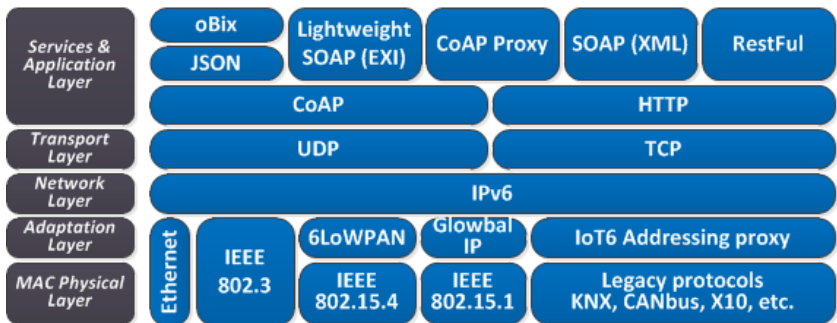 Services &
Application
Layer
oBix
JSON
Lightweight
SOAP (EXI)
CoAP Proxy
SOAP (XML)
RestFul
CoAP
HTTP
Transport
Layer
UDP
TCP
Network
Layer
IPv6
Adaptation
Layer
Ethernet
IEEE
802.3
6LoWPAN
Glowbal
IP
IoT6 Addressing proxy
MAC Physical
Layer
IEEE
802.15.4
IEEE
802.15.1
Legacy protocols
KNX, CANbus, X10, etc.